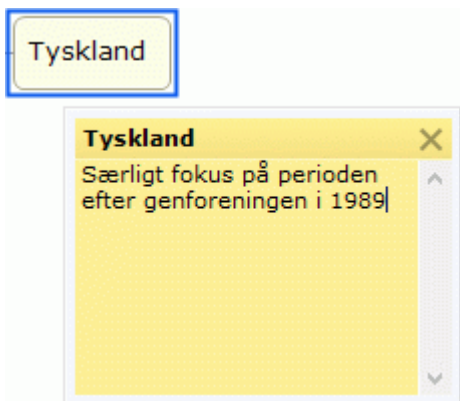 Tyskland
Tyskland
Særligt fokus på perioden
efter genforeningen i 1989